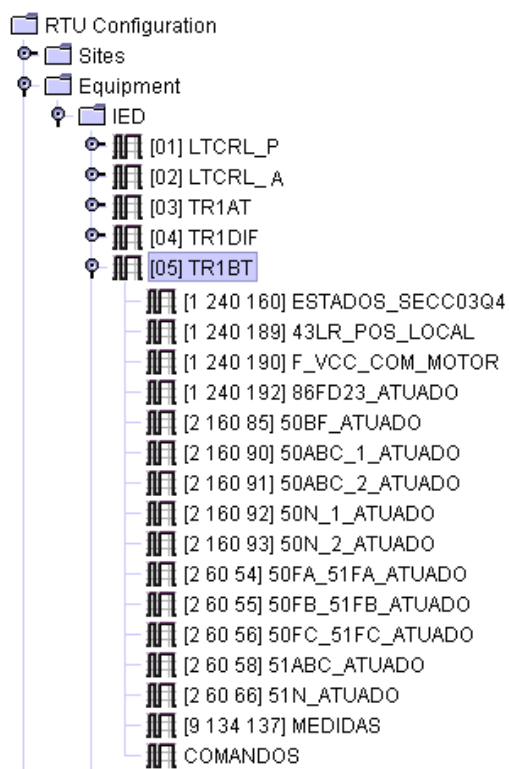 RTU Configuration
Sites
Equipment
IED
[01] LTCRL_P
[02] LTCRL_ A
[03] TR1AT
[04] TR1DIF
[05] TR1BT
[1 240 160] ESTADOS_SECC03Q4
[1 240 189] 43LR_POS_LOCAL
[1 240 190] F_VCC_COM_MOTOR
[1 240 192] 86FD23_ATUADO
[2 160 85] 50BF_ATUADO
[2 160 90] 50ABC_1_ATUADO
[2 160 91] 50ABC_2_ATUADO
[2 160 92] 50N_1_ATUADO
[2 160 93] 50N_2_ATUADO
[2 60 54] 50FA_51FA_ATUADO
[2 60 55] 50FB_51FB_ATUADO
[2 60 56] 50FC_51FC_ATUADO
[2 60 58] 51ABC_ATUADO
[2 60 66] 51N_ATUADO
[9 134 137] MEDIDAS
COMANDOS